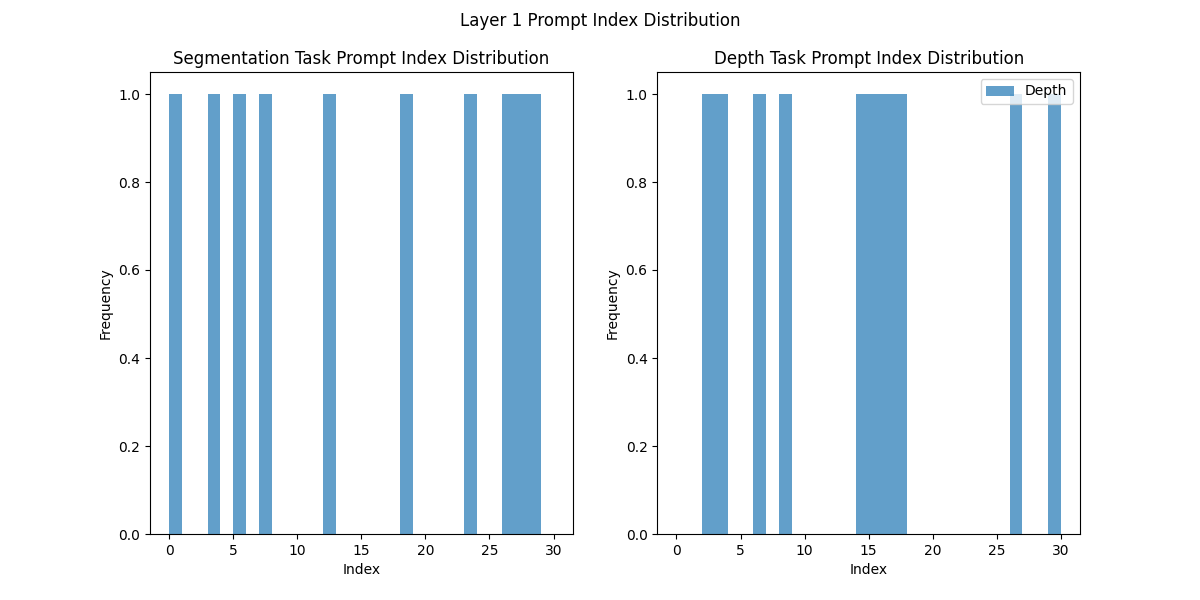 Layer 1 Prompt Index Distribution
Segmentation Task Prompt Index Distribution
1.0
0.8
0.6
0.4
0.2
0.0
Frequency
0 5 10 15 20 25 30
Index
Depth Task Prompt Index Distribution
Depth
1.0
0.8
0.6
0.4
0.2
0.0
Frequency
0 5 10 15 20 25 30
Index